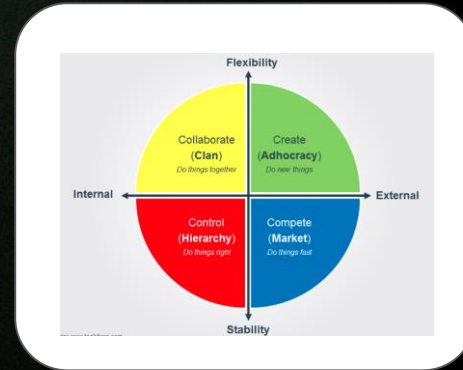 Flexibility
Collaborate
(Clan)
Do things together
Create
(Adhocracy)
Do new things
Internal
External
Control
(Hierarchy)
Do things right
Compete
(Market)
Do things fast
Stability